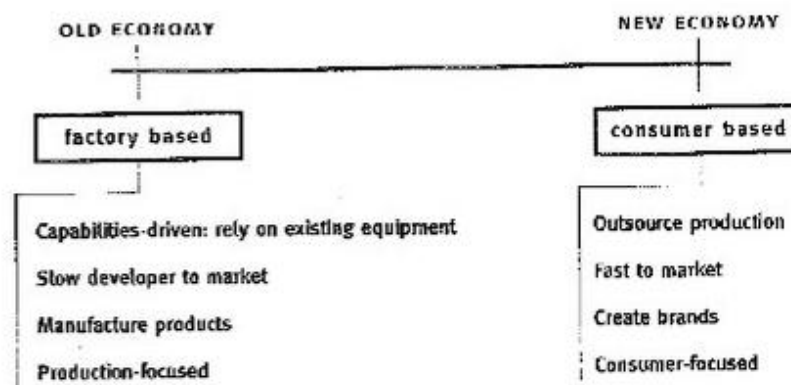 OLD ECONOMY
NEW ECONOMY
factory based
consumer based
Capabilities-driven: rely on existing equipment
Slow developer to market
Manufacture products
Production-focused
Outsource production
Fast to market
Create brands
Consumer-focused